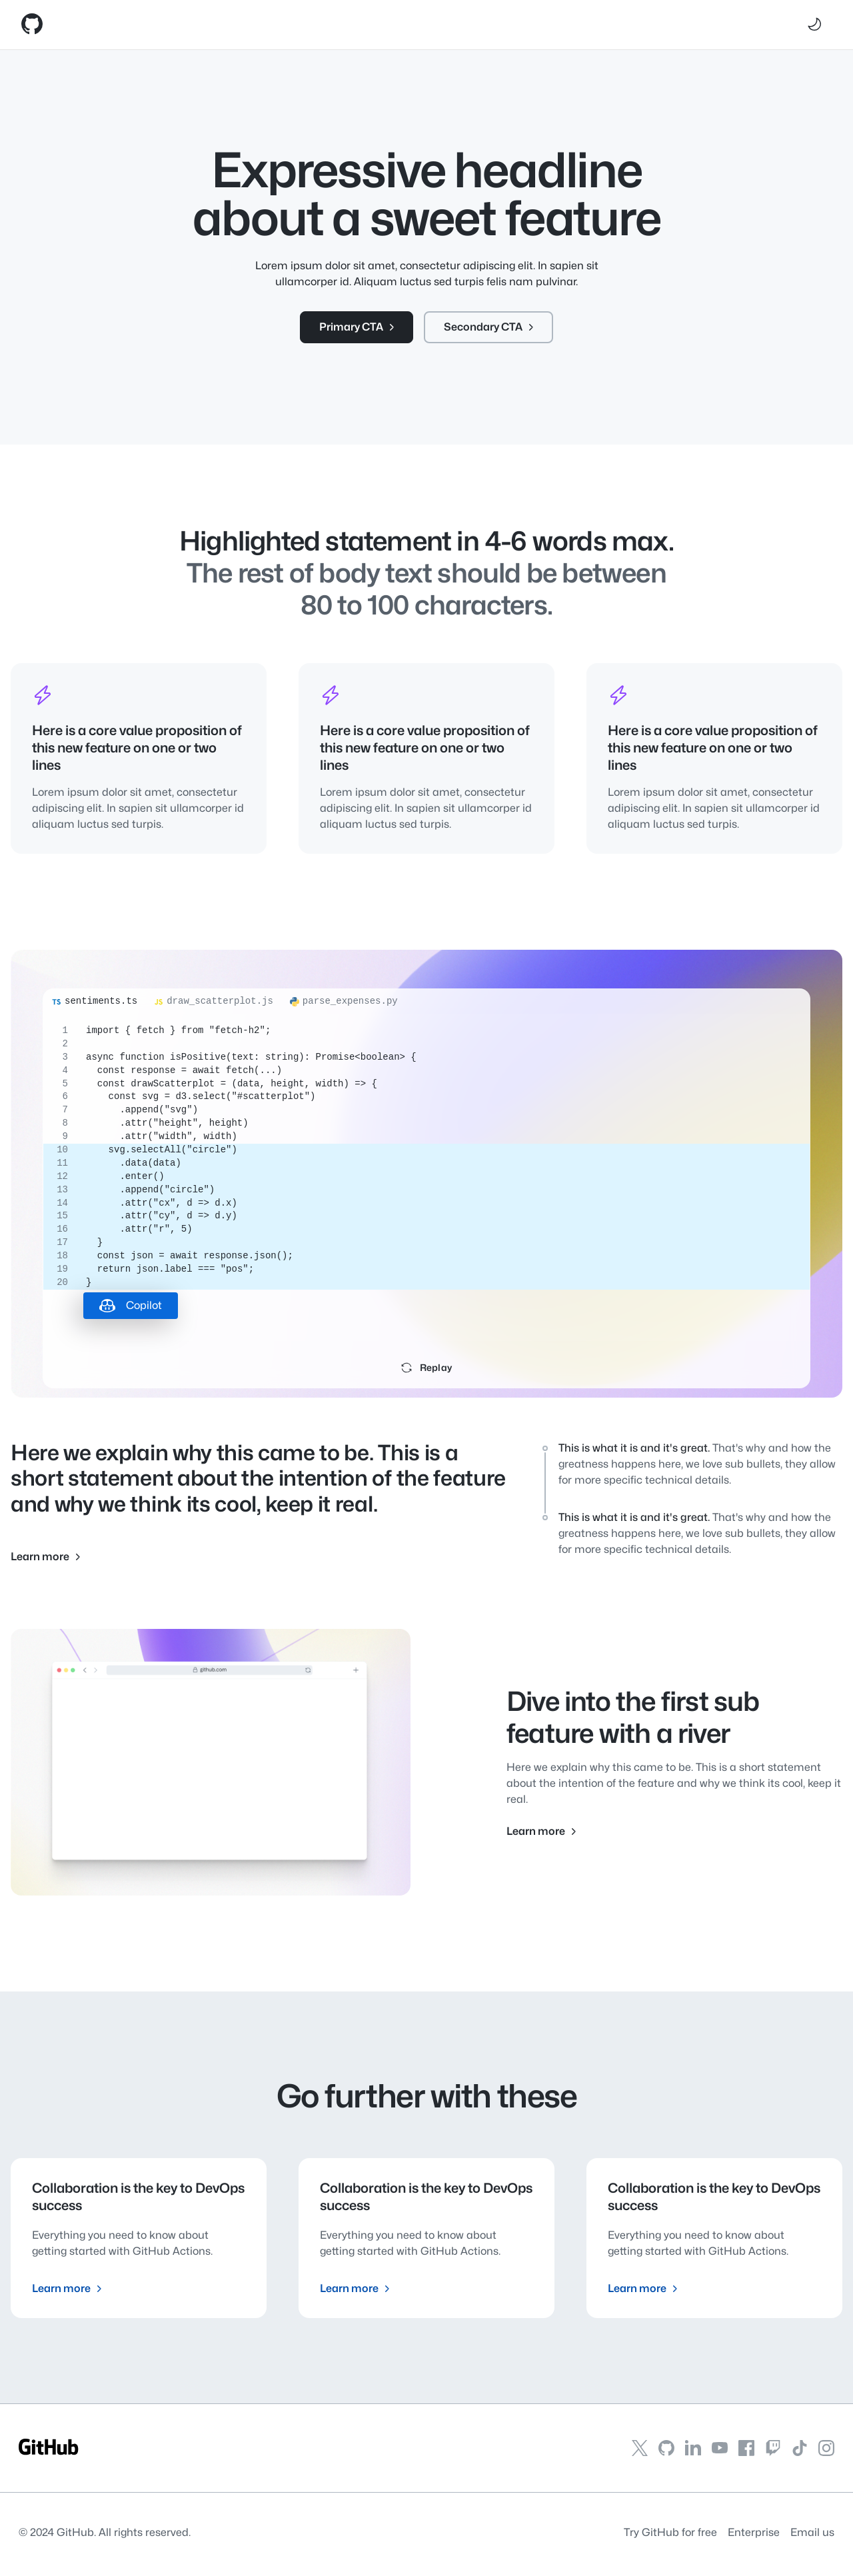 Expressive headline
about a sweet feature
Lorem ipsum dolor sit amet, consectetur adipiscing elit. In sapien sit
ullamcorper id. Aliquam luctus sed turpis felis nam pulvinar.
Primary CTA
Secondary CTA
Highlighted statement in 4-6 words max.
The rest of body text should be between
80 to 100 characters.
Here is a core value proposition of
this new feature on one or two
lines
Lorem ipsum dolor sit amet, consectetur
adipiscing elit. In sapien sit ullamcorper id
aliquam luctus sed turpis.
Here is a core value proposition of
this new feature on one or two
lines
Lorem ipsum dolor sit amet, consectetur
adipiscing elit. In sapien sit ullamcorper id
aliquam luctus sed turpis.
Here is a core value proposition of
this new feature on one or two
lines
Lorem ipsum dolor sit amet, consectetur
adipiscing elit. In sapien sit ullamcorper id
aliquam luctus sed turpis.
TS sentiments.ts JS draw_scatterplot.js parse_expenses.py
1 import { fetch } from "fetch-h2";
2
3 async function isPositive(text: string): Promise<boolean> {
4 const response = await fetch(...)
5 const drawScatterplot = (data, height, width) => {
6 const svg = d3.select("#scatterplot")
7 .append("svg")
8 .attr("height", height)
9 .attr("width", width)
10 svg.selectAll("circle")
11 .data(data)
12 .enter()
13 .append("circle")
14 .attr("cx", d => d.x)
15 .attr("cy", d => d.y)
16 .attr("r", 5)
17 }
18 const json = await response.json();
19 return json.label === "pos";
20 }
Copilot
Replay
Here we explain why this came to be. This is a
short statement about the intention of the feature
and why we think its cool, keep it real.
Learn more
This is what it is and it's great. That's why and how the
greatness happens here, we love sub bullets, they allow
for more specific technical details.
This is what it is and it's great. That's why and how the
greatness happens here, we love sub bullets, they allow
for more specific technical details.
github.com
Dive into the first sub
feature with a river
Here we explain why this came to be. This is a short statement
about the intention of the feature and why we think its cool, keep it
real.
Learn more
Go further with these
Collaboration is the key to DevOps
success
Everything you need to know about
getting started with GitHub Actions.
Learn more
Collaboration is the key to DevOps
success
Everything you need to know about
getting started with GitHub Actions.
Learn more
Collaboration is the key to DevOps
success
Everything you need to know about
getting started with GitHub Actions.
Learn more
GitHub
© 2024 GitHub. All rights reserved.
Try GitHub for free Enterprise Email us